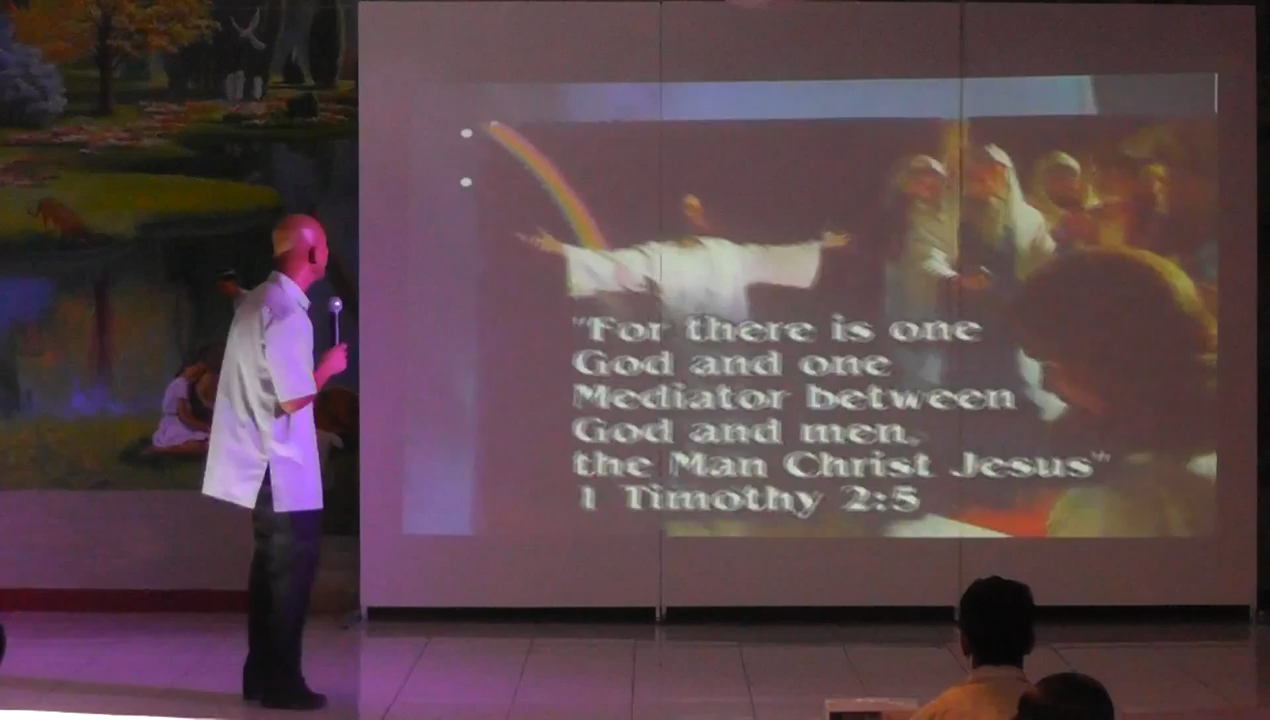 "For there is one
God and one
Mediator between
God and men,
the Man Christ Jesus"
1 Timothy 2:5